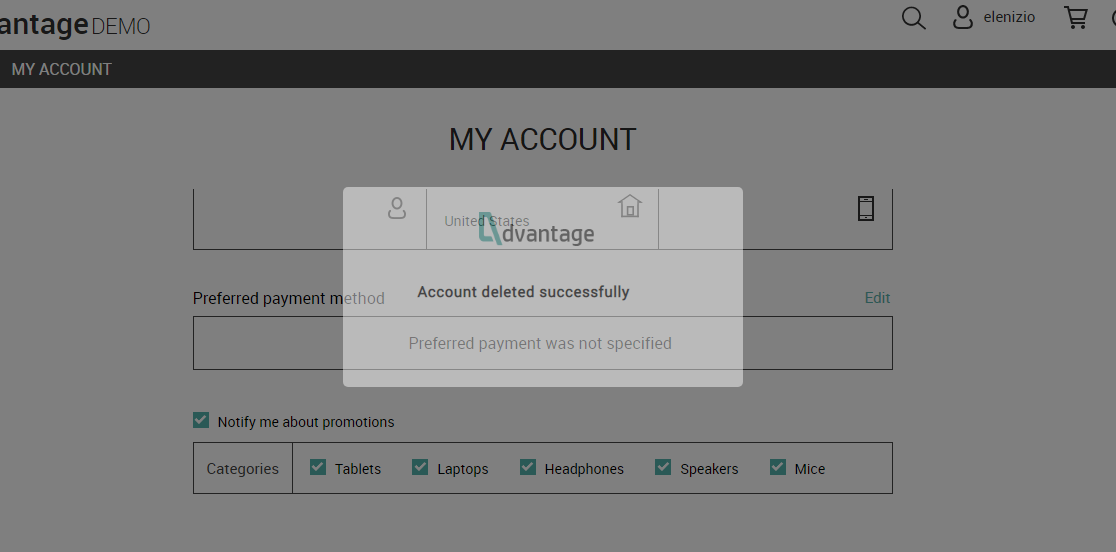 antage DEMO
elenizio
MY ACCOUNT
MY ACCOUNT
United States
dvantage
Account deleted successfully
Preferred payment method
Edit
Preferred payment was not specified
Notify me about promotions
Categories Tablets Laptops Headphones Speakers Mice